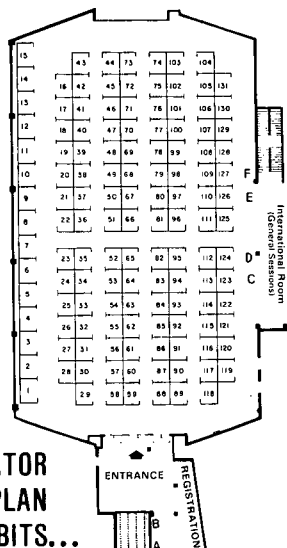 15
43 44 73 74 103 104
14 16 42 45 72 75 102 105 131
13 17 41 46 71 76 101 106 130
12 18 40 47 70 77 100 107 129
11 19 39 48 69 78 99 108 128
10 20 38 49 68 79 98 109 127 F
9 21 37 50 67 80 97 110 126 E
8 22 36 51 66 81 96 111 125
7
6 23 35 52 65 82 95 112 124 D
5 24 34 53 64 83 94 113 123 C
25 33 54 63 84 93 114 122
4 26 32 55 62 85 92 115 121
3 27 31 56 61 86 91 116 120
2 28 30 57 60 87 90 117 119
1 29 58 59 88 89 118
International Room
(General Sessions)
TOR
PLAN
BITS...
ENTRANCE
REGISTRATION
B
A